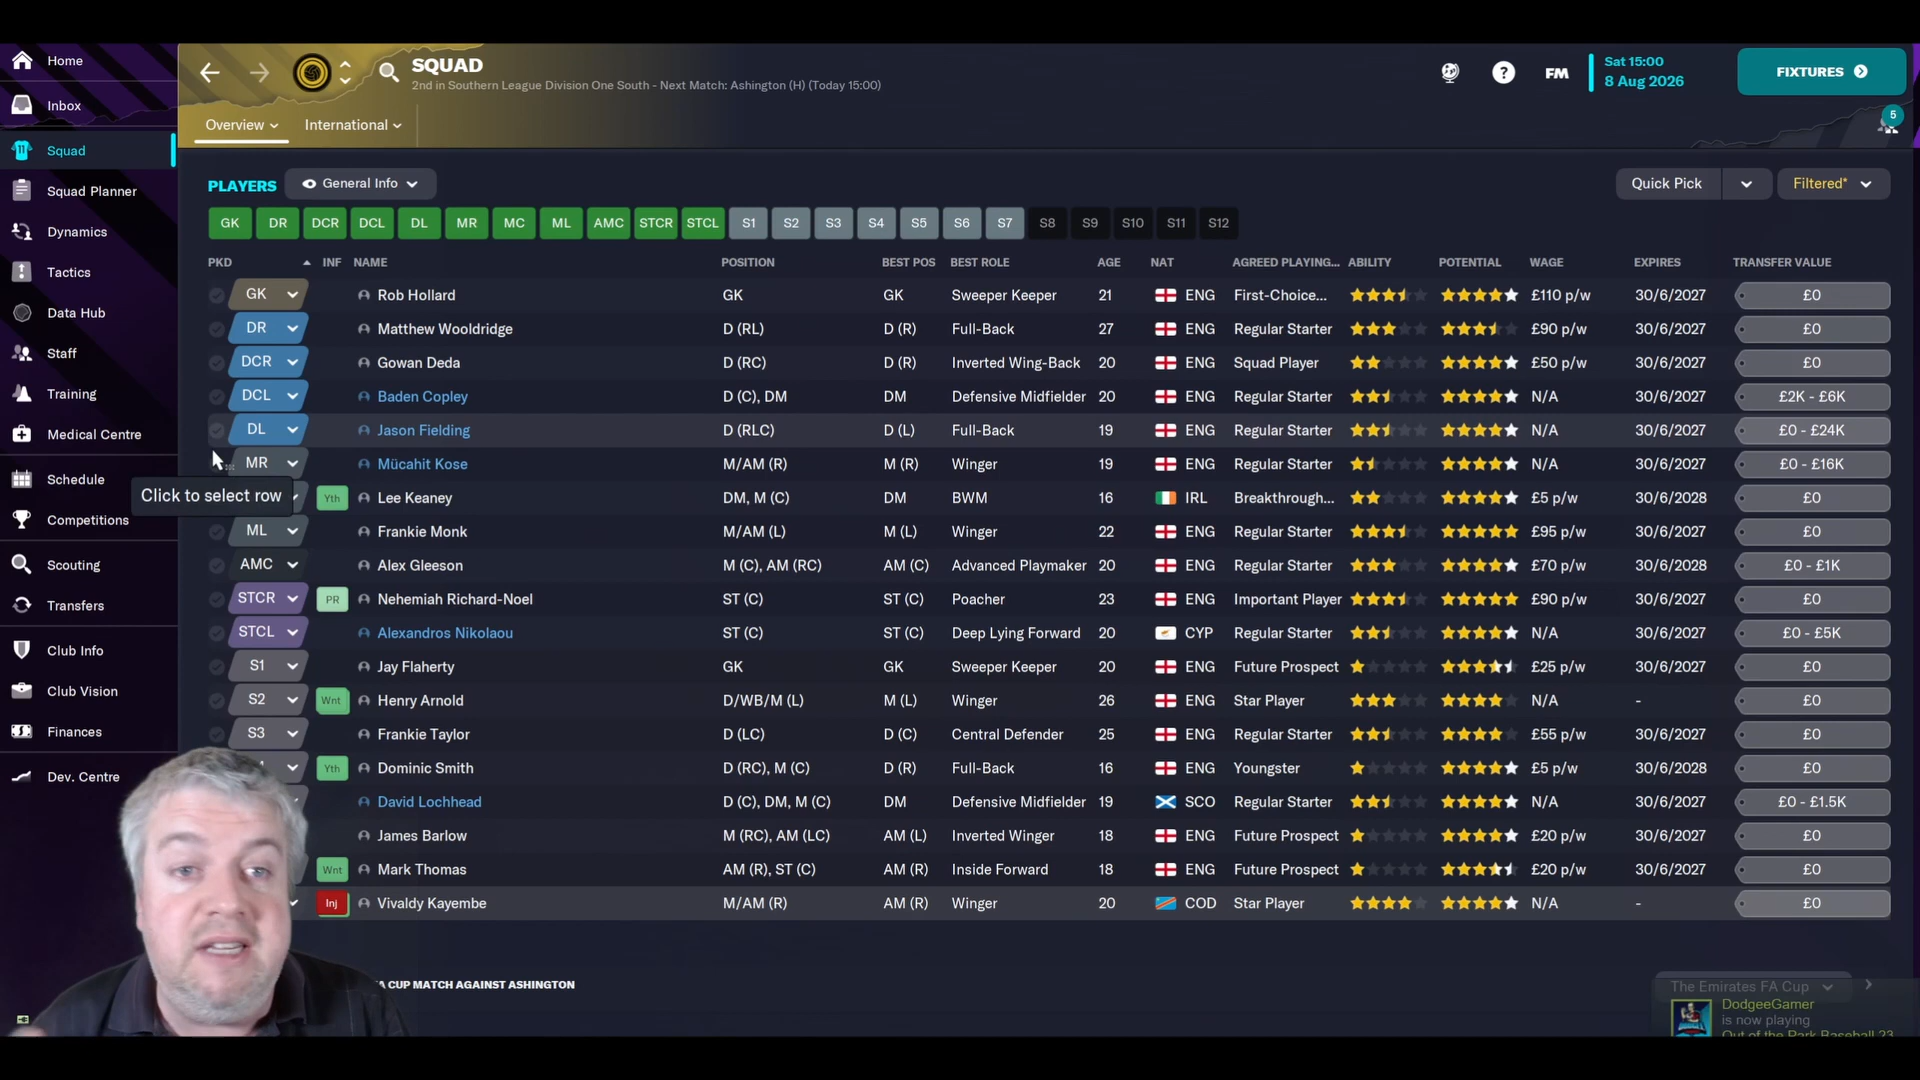 Home
Inbox
Squad
Squad Planner
Dynamics
Tactics
Data Hub
Staff
Training
Medical Centre
Schedule
Competitions
Scouting
Transfers
Club Info
Club Vision
Finances
Dev. Centre
SQUAD
2nd in Southern League Division One South - Next Match: Ashington (H) (Today 15:00)
?
FM
Sat 15:00
8 Aug 2026
FIXTURES
5
Overview
International
PLAYERS
General Info
Quick Pick
Filtered*
GK DR DCR DCL DL MR MC ML AMC STCR STCL S1 S2 S3 S4 S5 S6 S7 S8 S9 S10 S11 S12
PKD INF NAME POSITION BEST POS BEST ROLE AGE NAT AGREED PLAYING... ABILITY POTENTIAL WAGE EXPIRES TRANSFER VALUE
GK Rob Hollard GK GK Sweeper Keeper 21 ENG First-Choice... £110 p/w 30/6/2027 £0
DR Matthew Wooldridge D (RL) D (R) Full-Back 27 ENG Regular Starter £90 p/w 30/6/2027 £0
DCR Gowan Deda D (RC) D (R) Inverted Wing-Back 20 ENG Squad Player £50 p/w 30/6/2027 £0
DCL Baden Copley D (C), DM DM Defensive Midfielder 20 ENG Regular Starter N/A 30/6/2027 £2K - £6K
DL Jason Fielding D (RLC) D (L) Full-Back 19 ENG Regular Starter N/A 30/6/2027 £0 - £24K
MR Mücahit Kose M/AM (R) M (R) Winger 19 ENG Regular Starter N/A 30/6/2027 £0 - £16K
Click to select row
Yth Lee Keaney DM, M (C) DM BWM 16 IRL Breakthrough... £5 p/w 30/6/2028 £0
ML Frankie Monk M/AM (L) M (L) Winger 22 ENG Regular Starter £95 p/w 30/6/2027 £0
AMC Alex Gleeson M (C), AM (RC) AM (C) Advanced Playmaker 20 ENG Regular Starter £70 p/w 30/6/2028 £0 - £1K
STCR PR Nehemiah Richard-Noel ST (C) ST (C) Poacher 23 ENG Important Player £90 p/w 30/6/2027 £0
STCL Alexandros Nikolaou ST (C) ST (C) Deep Lying Forward 20 CYP Regular Starter N/A 30/6/2027 £0 - £5K
S1 Jay Flaherty GK GK Sweeper Keeper 20 ENG Future Prospect £25 p/w 30/6/2027 £0
S2 Wnt Henry Arnold D/WB/M (L) M (L) Winger 26 ENG Star Player N/A - £0
S3 Frankie Taylor D (LC) D (C) Central Defender 25 ENG Regular Starter £55 p/w 30/6/2027 £0
Yth Dominic Smith D (RC), M (C) D (R) Full-Back 16 ENG Youngster £5 p/w 30/6/2028 £0
David Lochhead D (C), DM, M (C) DM Defensive Midfielder 19 SCO Regular Starter N/A 30/6/2027 £0 - £1.5K
James Barlow M (RC), AM (LC) AM (L) Inverted Winger 18 ENG Future Prospect £20 p/w 30/6/2027 £0
Wnt Mark Thomas AM (R), ST (C) AM (R) Inside Forward 18 ENG Future Prospect £20 p/w 30/6/2027 £0
Inj Vivaldy Kayembe M/AM (R) AM (R) Winger 20 COD Star Player N/A - £0
A CUP MATCH AGAINST ASHINGTON
The Emirates FA Cup
DodgeeGamer
is now playing
Out of the Park Baseball 23